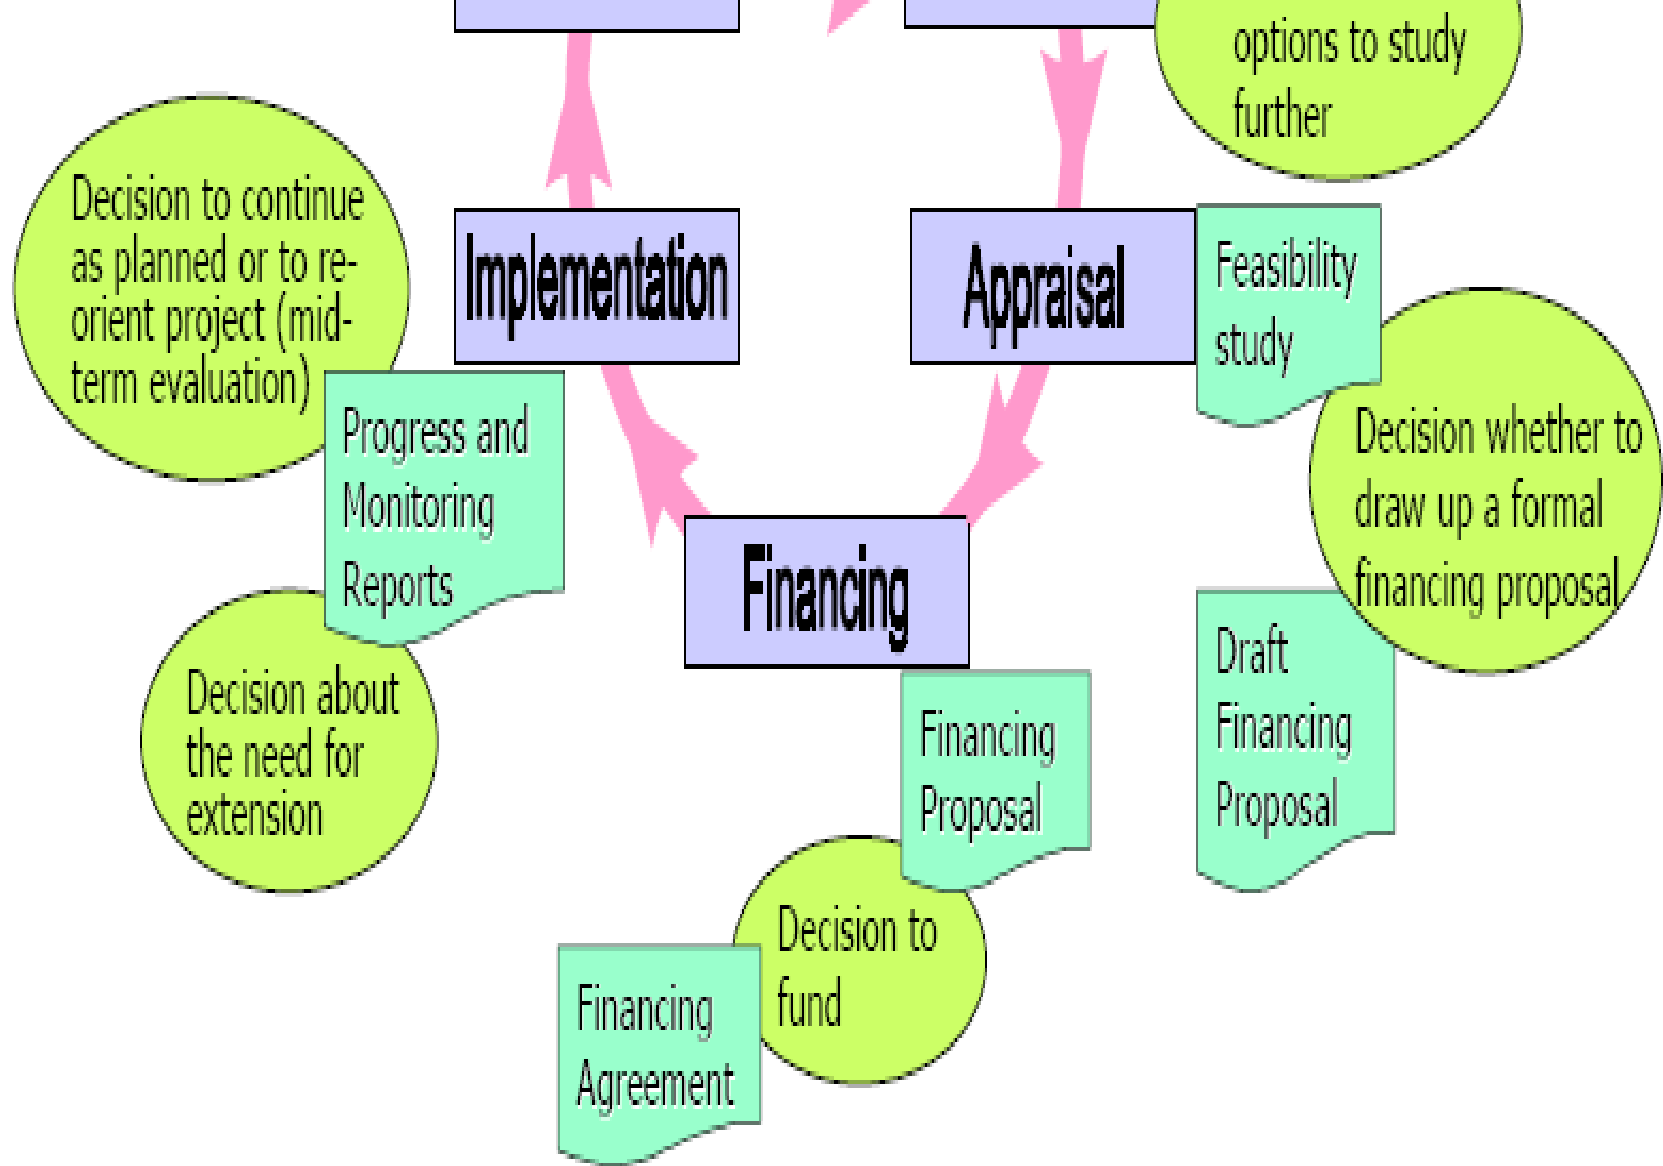 options to study
further
Decision to continue
as planned or to re-
orient project (mid-
term evaluation)
Implementation
Appraisal
Feasibility
study
Progress and
Monitoring
Reports
Decision whether to
draw up a formal
financing proposal
Financing
Draft
Financing
Proposal
Decision about
the need for
extension
Financing
Proposal
Decision to
fund
Financing
Agreement